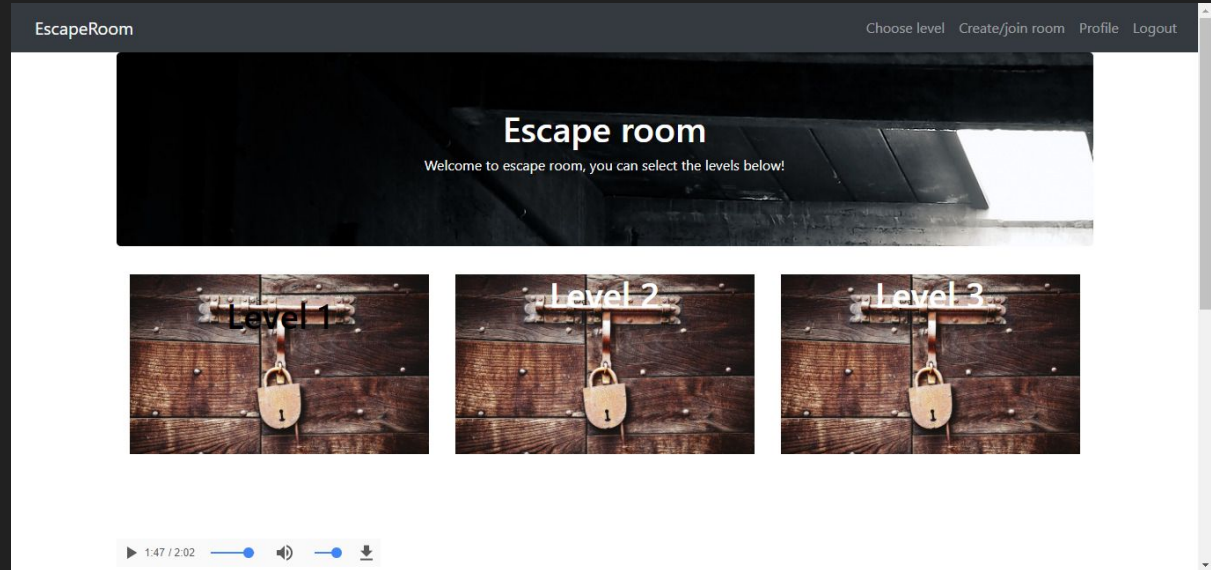 EscapeRoom
Choose level Create/join room Profile Logout
Escape room
Welcome to escape room, you can select the levels below!
Level 1
Level 2
Level 3
1
1
1
1:47 / 2:02